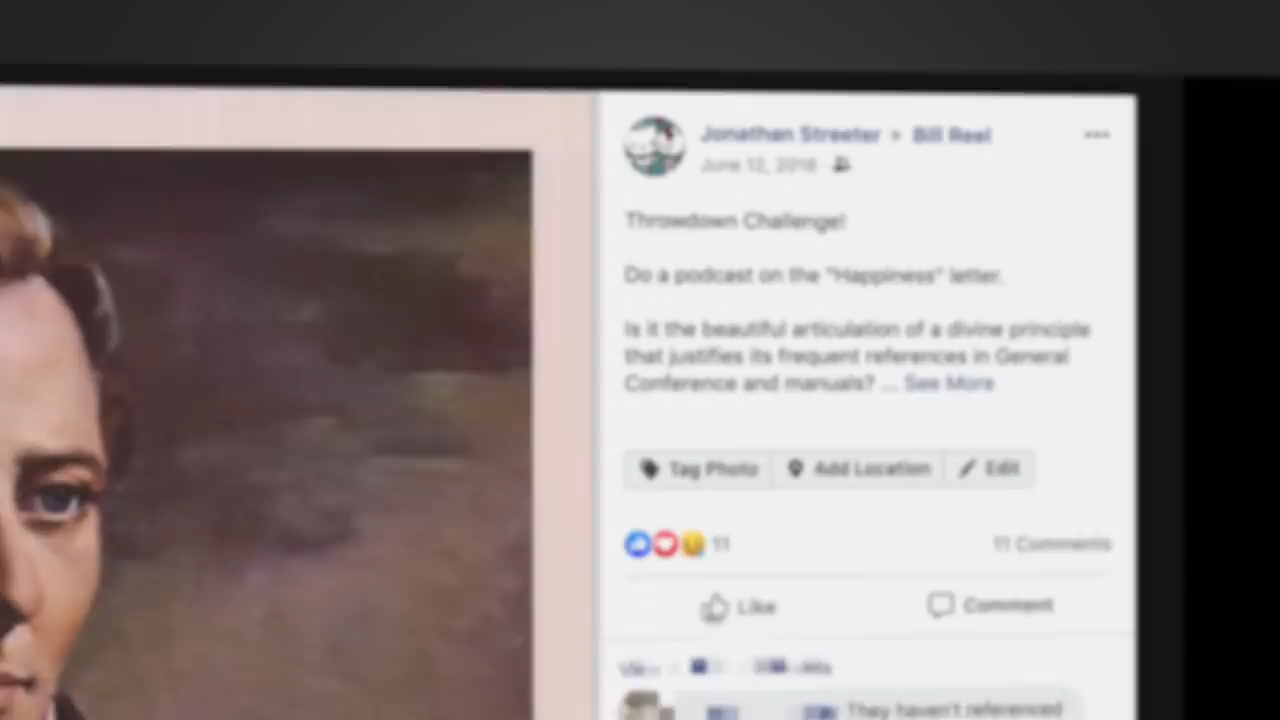 Jonathan Streeter ▸ Bill Reel
June 12, 2016
Throwdown Challenge!
Do a podcast on the "Happiness" letter.
Is it the beautiful articulation of a divine principle
that justifies its frequent references in General
Conference and manuals? ... See More
Tag Photo Add Location Edit
11 11 Comments
Like Comment
They haven't referenced